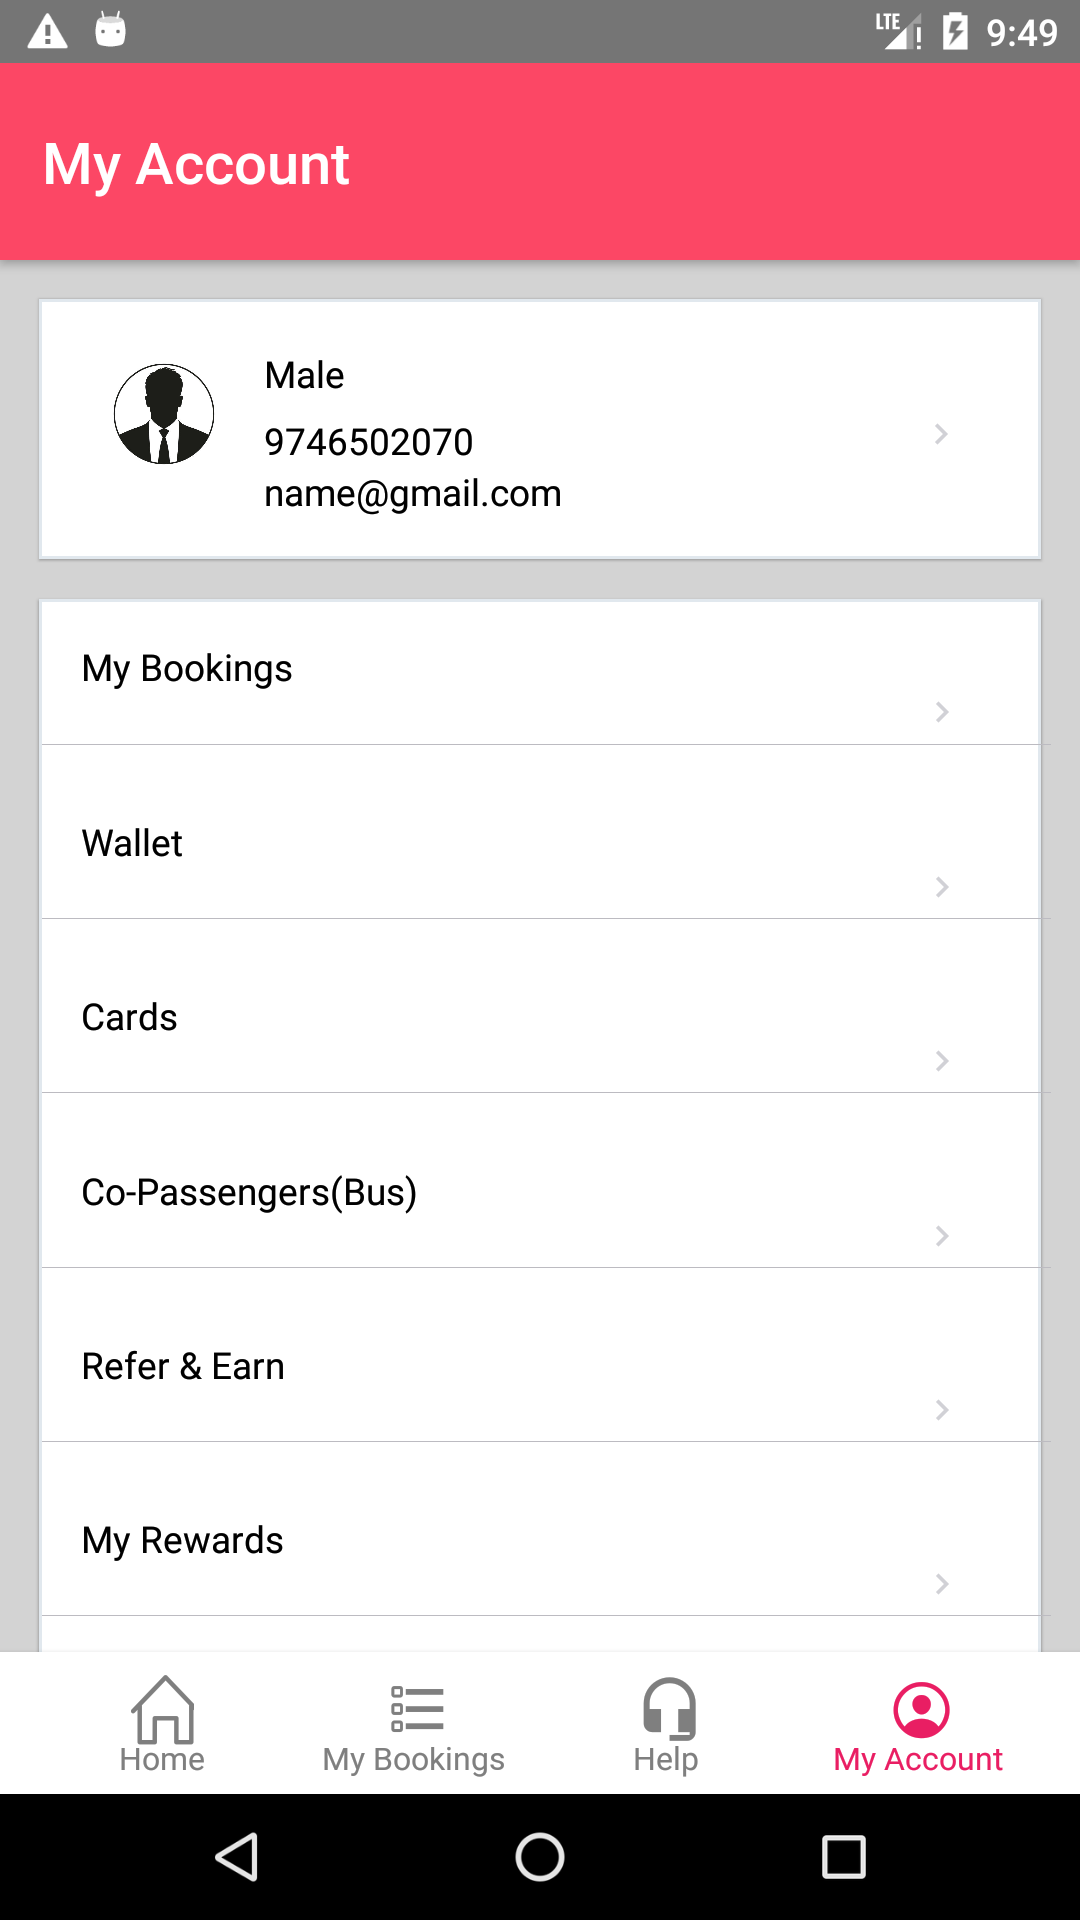 LTE 9:49
My Account
Male
9746502070
name@gmail.com
My Bookings
Wallet
Cards
Co-Passengers(Bus)
Refer & Earn
My Rewards
Home My Bookings Help My Account